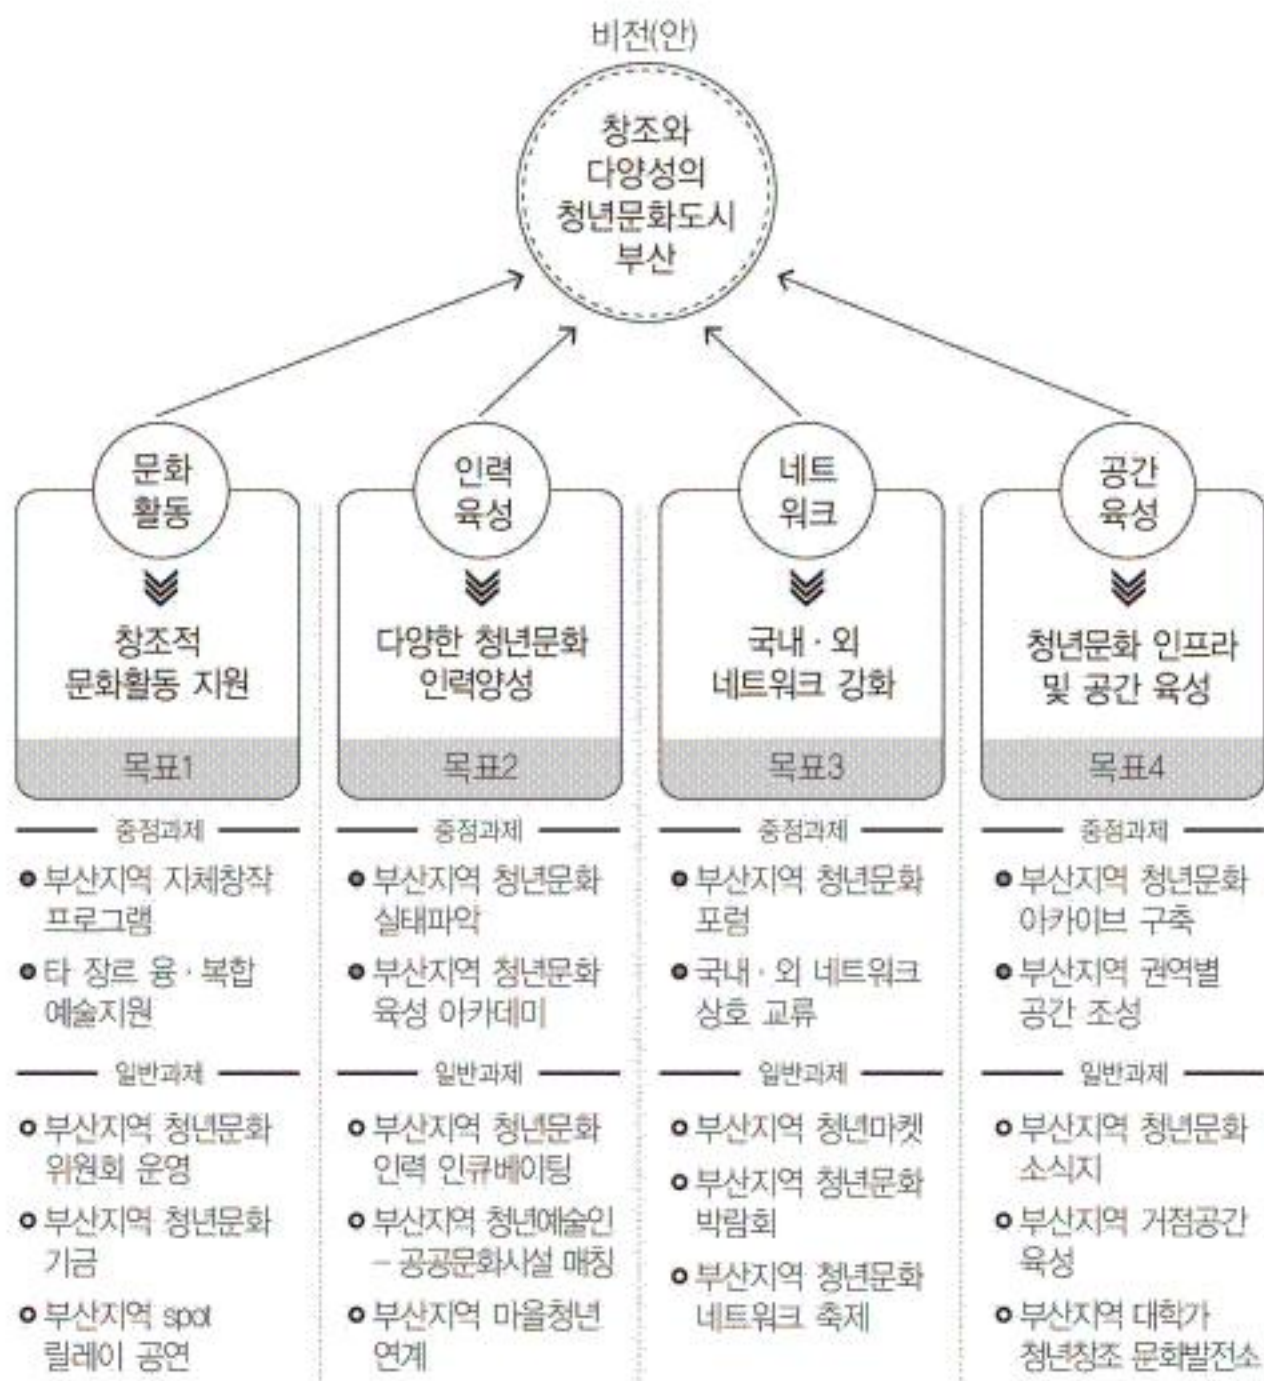 비전(안)
창조와
다양성의
청년문화도시
부산
문화
활동
창조적
문화활동 지원
목표1
중점과제
부산지역 자체창작
프로그램
타 장르 융·복합
예술지원
일반과제
부산지역 청년문화
위원회 운영
부산지역 청년문화
기금
부산지역 spot
릴레이 공연
인력
육성
다양한 청년문화
인력양성
목표2
중점과제
부산지역 청년문화
실태파악
부산지역 청년문화
육성 아카데미
일반과제
부산지역 청년문화
인력 인큐베이팅
부산지역 청년예술인
– 공공문화시설 매칭
부산지역 마을청년
연계
네트
워크
국내·외
네트워크 강화
목표3
중점과제
부산지역 청년문화
포럼
국내·외 네트워크
상호 교류
일반과제
부산지역 청년마켓
부산지역 청년문화
박람회
부산지역 청년문화
네트워크 축제
공간
육성
청년문화 인프라
및 공간 육성
목표4
중점과제
부산지역 청년문화
아카이브 구축
부산지역 권역별
공간 조성
일반과제
부산지역 청년문화
소식지
부산지역 거점공간
육성
부산지역 대학가
청년창조 문화발전소